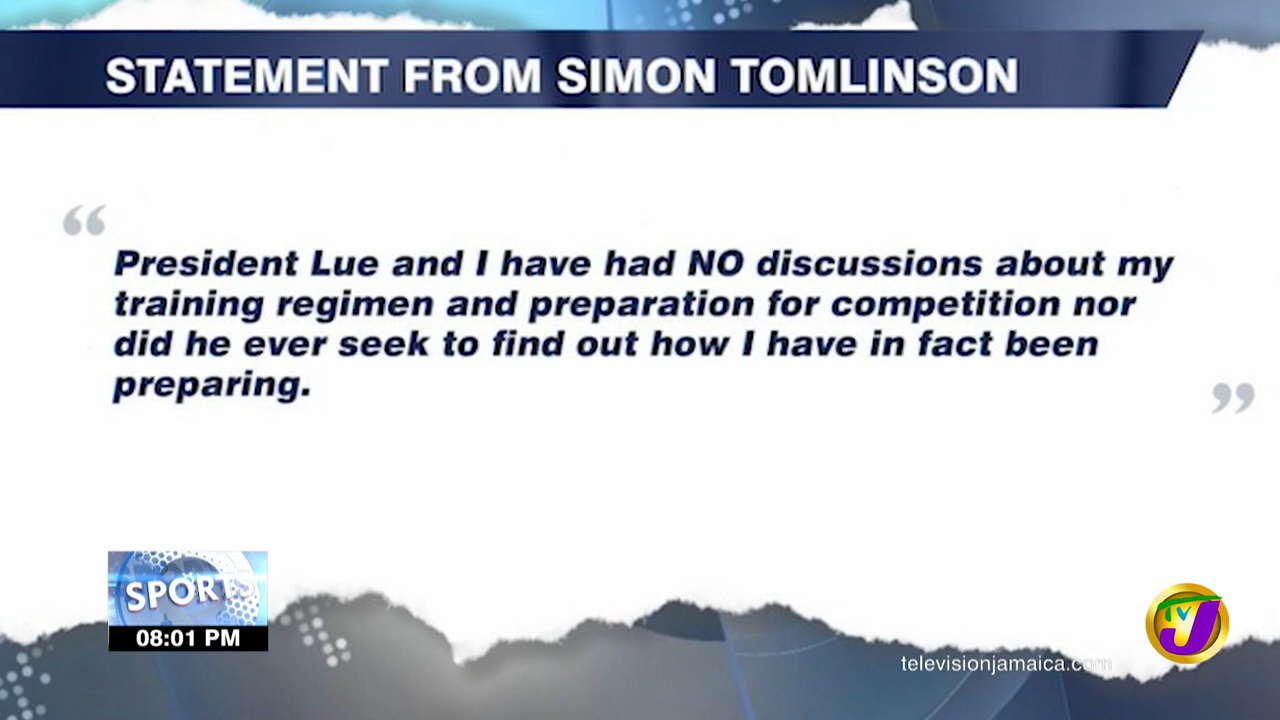 STATEMENT FROM SIMON TOMLINSON
“
President Lue and I have had NO discussions about my
training regimen and preparation for competition nor
did he ever seek to find out how I have in fact been
preparing.
”
SPORTS
08:01 PM
TVJ
televisionjamaica.com